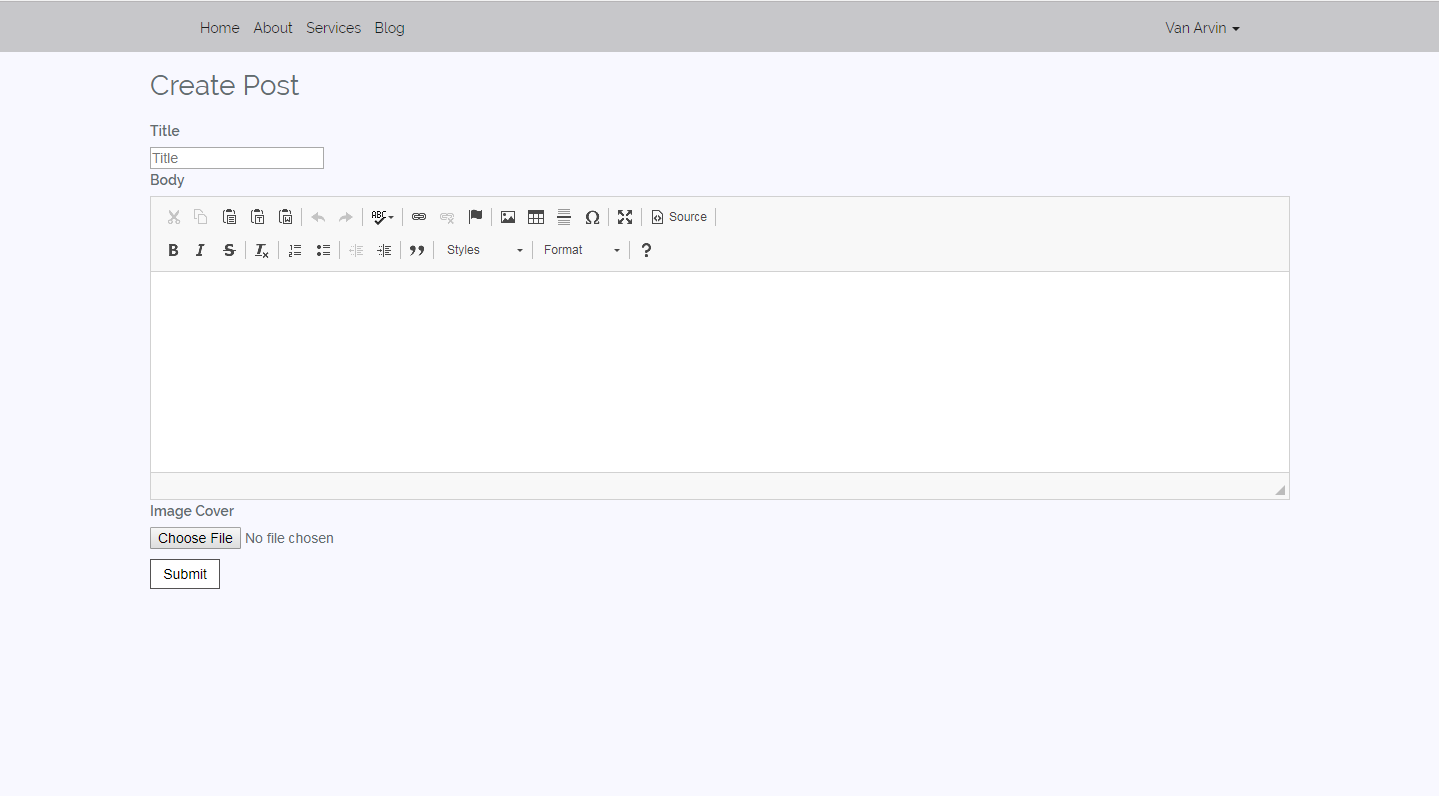 Home About Services Blog Van Arvin
Create Post
Title
Title
Body
ABC Source
B I S Styles Format ?
Image Cover
Choose File No file chosen
Submit